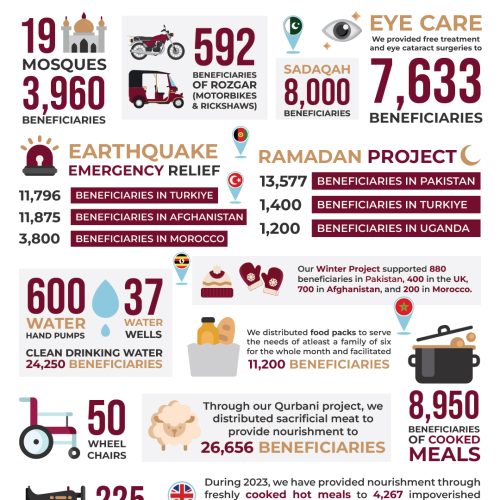 19
MOSQUES
3,960
BENEFICIARIES
592
BENEFICIARIES
OF ROZGAR
(MOTORBIKES
& RICKSHAWS)
SADAQAH
8,000
BENEFICIARIES
EYE CARE
We provided free treatment
and eye cataract surgeries to
7,633
BENEFICIARIES
EARTHQUAKE
EMERGENCY RELIEF
11,796 BENEFICIARIES IN TURKIYE
11,875 BENEFICIARIES IN AFGHANISTAN
3,800 BENEFICIARIES IN MOROCCO
RAMADAN PROJECT
13,577 BENEFICIARIES IN PAKISTAN
1,400 BENEFICIARIES IN TURKIYE
1,200 BENEFICIARIES IN UGANDA
600
WATER
HAND PUMPS
37
WATER
WELLS
CLEAN DRINKING WATER
24,250 BENEFICIARIES
Our Winter Project supported 880
beneficiaries in Pakistan, 400 in the UK,
700 in Afghanistan, and 200 in Morocco.
We distributed food packs to serve
the needs of atleast a family of six
for the whole month and facilitated
11,200 BENEFICIARIES
8,950
BENEFICIARIES
OF COOKED
MEALS
50
WHEEL
CHAIRS
Through our Qurbani project, we
distributed sacrificial meat to
provide nourishment to
26,656 BENEFICIARIES
225
During 2023, we have provided nourishment through
freshly cooked hot meals to 4,267 impoverished